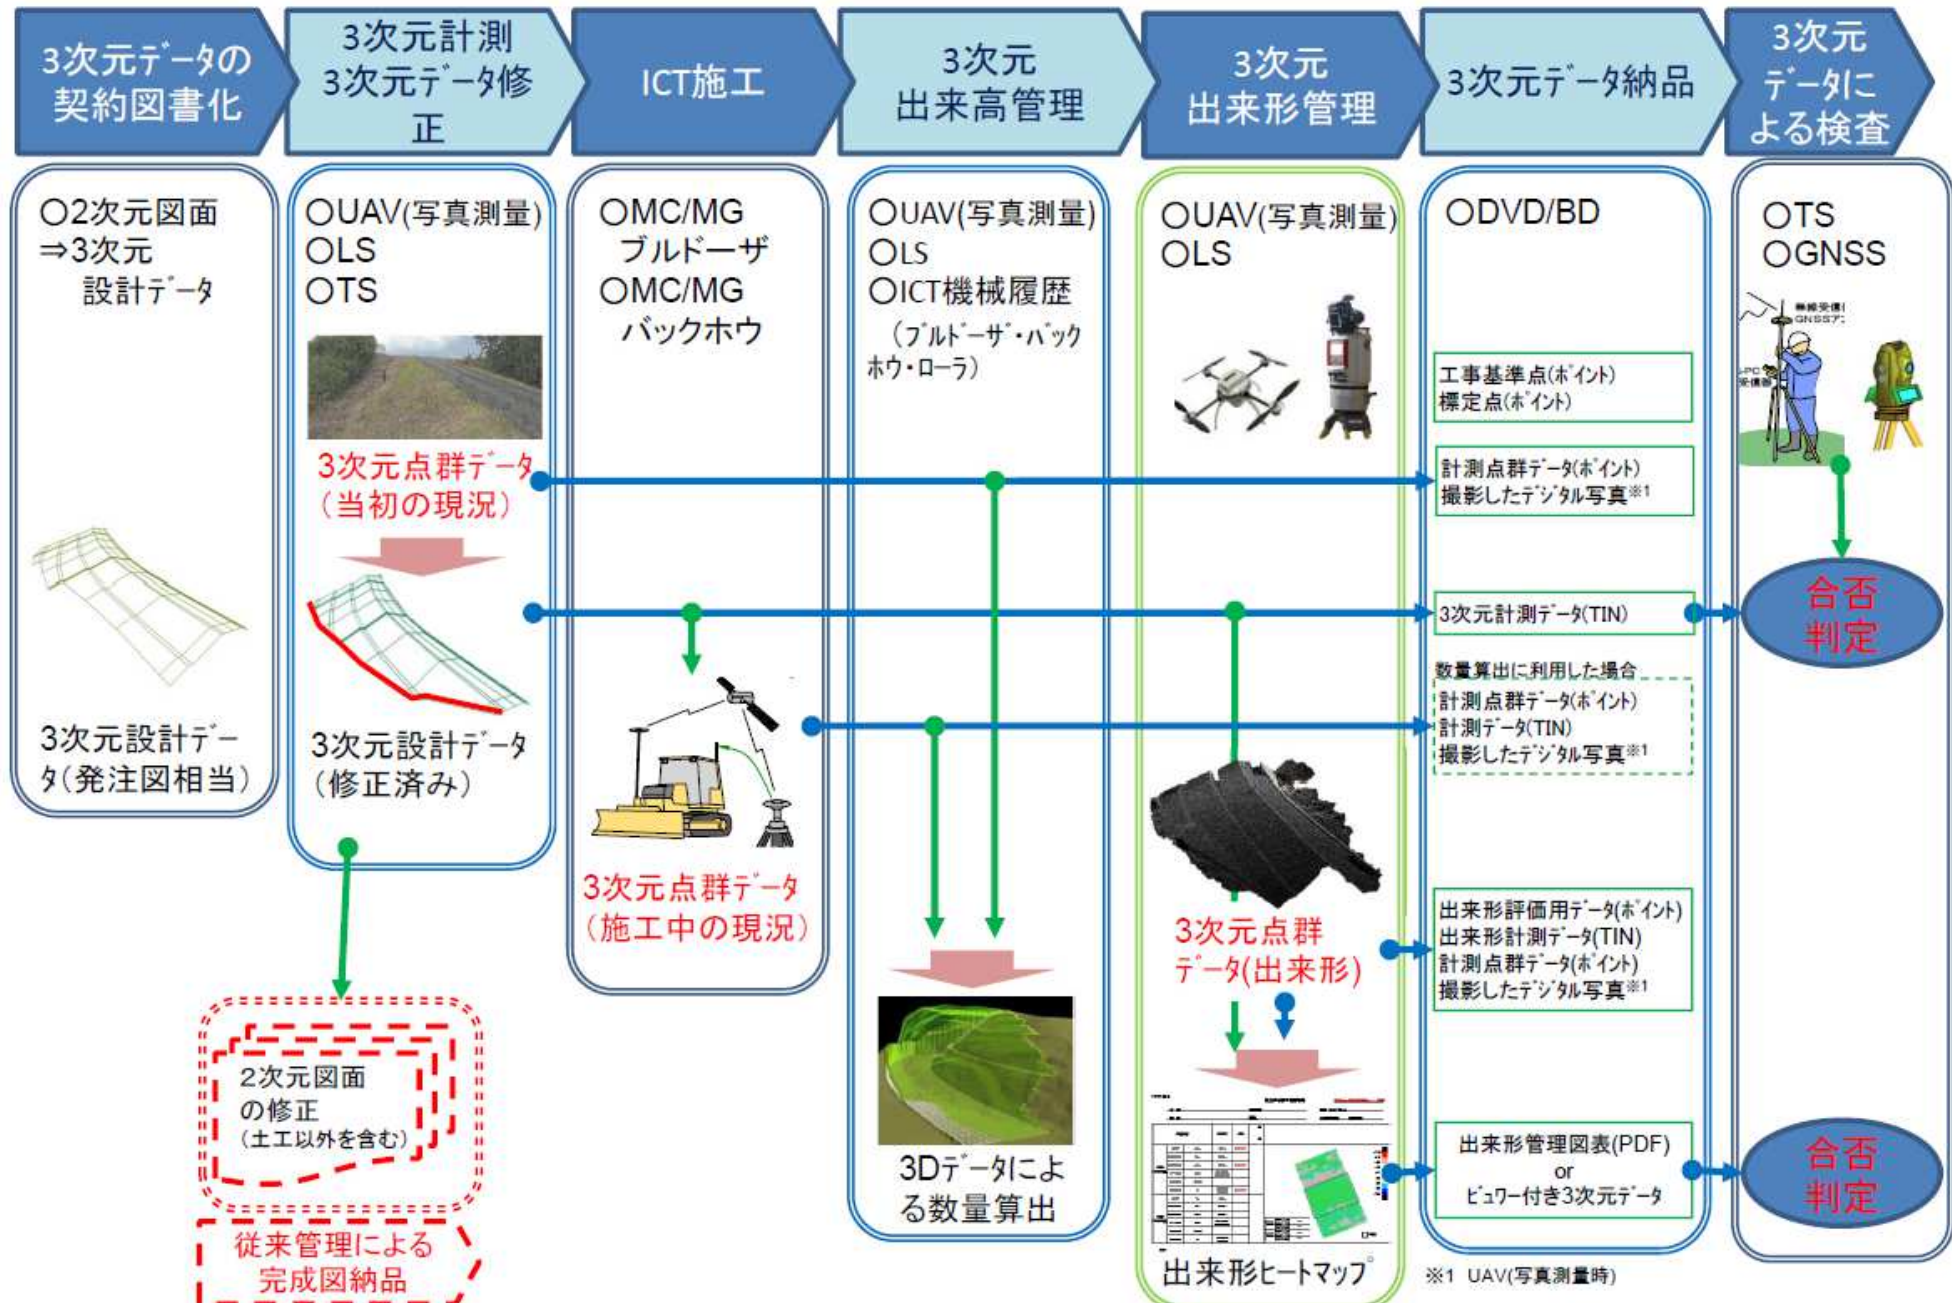 3次元データの
契約図書化
3次元計測
3次元データ修
正
ICT施工
3次元
出来高管理
3次元
出来形管理
3次元データ納品
3次元
データに
よる検査
○2次元図面
⇒3次元
設計データ
3次元設計デー
タ(発注図相当)
○UAV(写真測量)
○LS
○TS
3次元点群データ
(当初の現況)
3次元設計データ
(修正済み)
2次元図面
の修正
(土工以外を含む)
従来管理による
完成図納品
○MC/MG
ブルドーザ
○MC/MG
バックホウ
3次元点群データ
(施工中の現況)
○UAV(写真測量)
○LS
○ICT機械履歴
(ブルドーザ・バック
ホウ・ローラ)
3Dデータによ
る数量算出
○UAV(写真測量)
○LS
3次元点群
データ(出来形)
出来形ヒートマップ
○DVD/BD
工事基準点(ポイント)
標定点(ポイント)
計測点群データ(ポイント)
撮影したデジタル写真※1
3次元計測データ(TIN)
数量算出に利用した場合
計測点群データ(ポイント)
計測データ(TIN)
撮影したデジタル写真※1
出来形評価用データ(ポイント)
出来形計測データ(TIN)
計測点群データ(ポイント)
撮影したデジタル写真※1
出来形管理図表(PDF)
or
ビュワー付き3次元データ
※1 UAV(写真測量時)
○TS
○GNSS
無線受信
GNSSア
PC
受信器
合否
判定
合否
判定